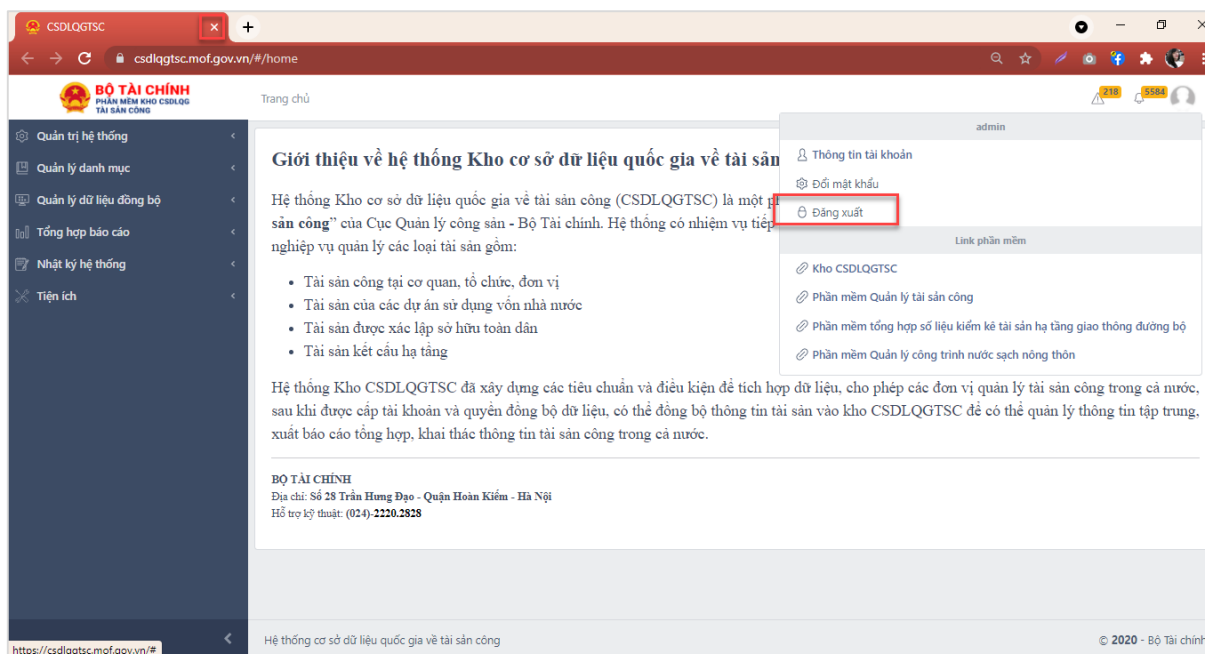 CSDLQGTSC
csdlqgtsc.mof.gov.vn/#/home
BỘ TÀI CHÍNH
PHẦN MỀM KHO CSDLQG
TÀI SẢN CÔNG
Trang chủ
218
5584
Quản trị hệ thống
Quản lý danh mục
Quản lý dữ liệu đồng bộ
Tổng hợp báo cáo
Nhật ký hệ thống
Tiện ích
admin
Thông tin tài khoản
Đổi mật khẩu
Đăng xuất
Link phần mềm
Kho CSDLQGTSC
Phần mềm Quản lý tài sản công
Phần mềm tổng hợp số liệu kiểm kê tài sản hạ tầng giao thông đường bộ
Phần mềm Quản lý công trình nước sạch nông thôn
Giới thiệu về hệ thống Kho cơ sở dữ liệu quốc gia về tài sản
Hệ thống Kho cơ sở dữ liệu quốc gia về tài sản công (CSDLQGTSC) là một
sản công” của Cục Quản lý công sản - Bộ Tài chính. Hệ thống có nhiệm vụ tiếp
nghiệp vụ quản lý các loại tài sản gồm:
• Tài sản công tại cơ quan, tổ chức, đơn vị
• Tài sản của các dự án sử dụng vốn nhà nước
• Tài sản được xác lập sở hữu toàn dân
• Tài sản kết cấu hạ tầng
Hệ thống Kho CSDLQGTSC đã xây dựng các tiêu chuẩn và điều kiện để tích hợp dữ liệu, cho phép các đơn vị quản lý tài sản công trong cả nước,
sau khi được cấp tài khoản và quyền đồng bộ dữ liệu, có thể đồng bộ thông tin tài sản vào kho CSDLQGTSC để có thể quản lý thông tin tập trung,
xuất báo cáo tổng hợp, khai thác thông tin tài sản công trong cả nước.
BỘ TÀI CHÍNH
Địa chỉ: Số 28 Trần Hưng Đạo - Quận Hoàn Kiếm - Hà Nội
Hỗ trợ kỹ thuật: (024)-2220.2828
Hệ thống cơ sở dữ liệu quốc gia về tài sản công
© 2020 - Bộ Tài chính
https://csdlqgtsc.mof.gov.vn/#